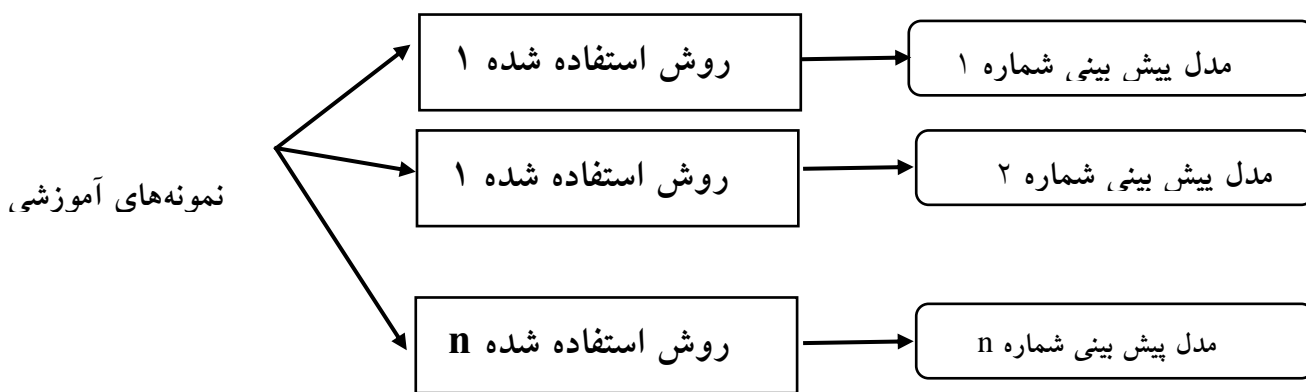 روش استفاده شده ۱
مدل پیش بینی شماره ۱
روش استفاده شده ۱
مدل پیش بینی شماره ۲
نمونه‌های آموزشی
روش استفاده شده n
مدل پیش بینی شماره n